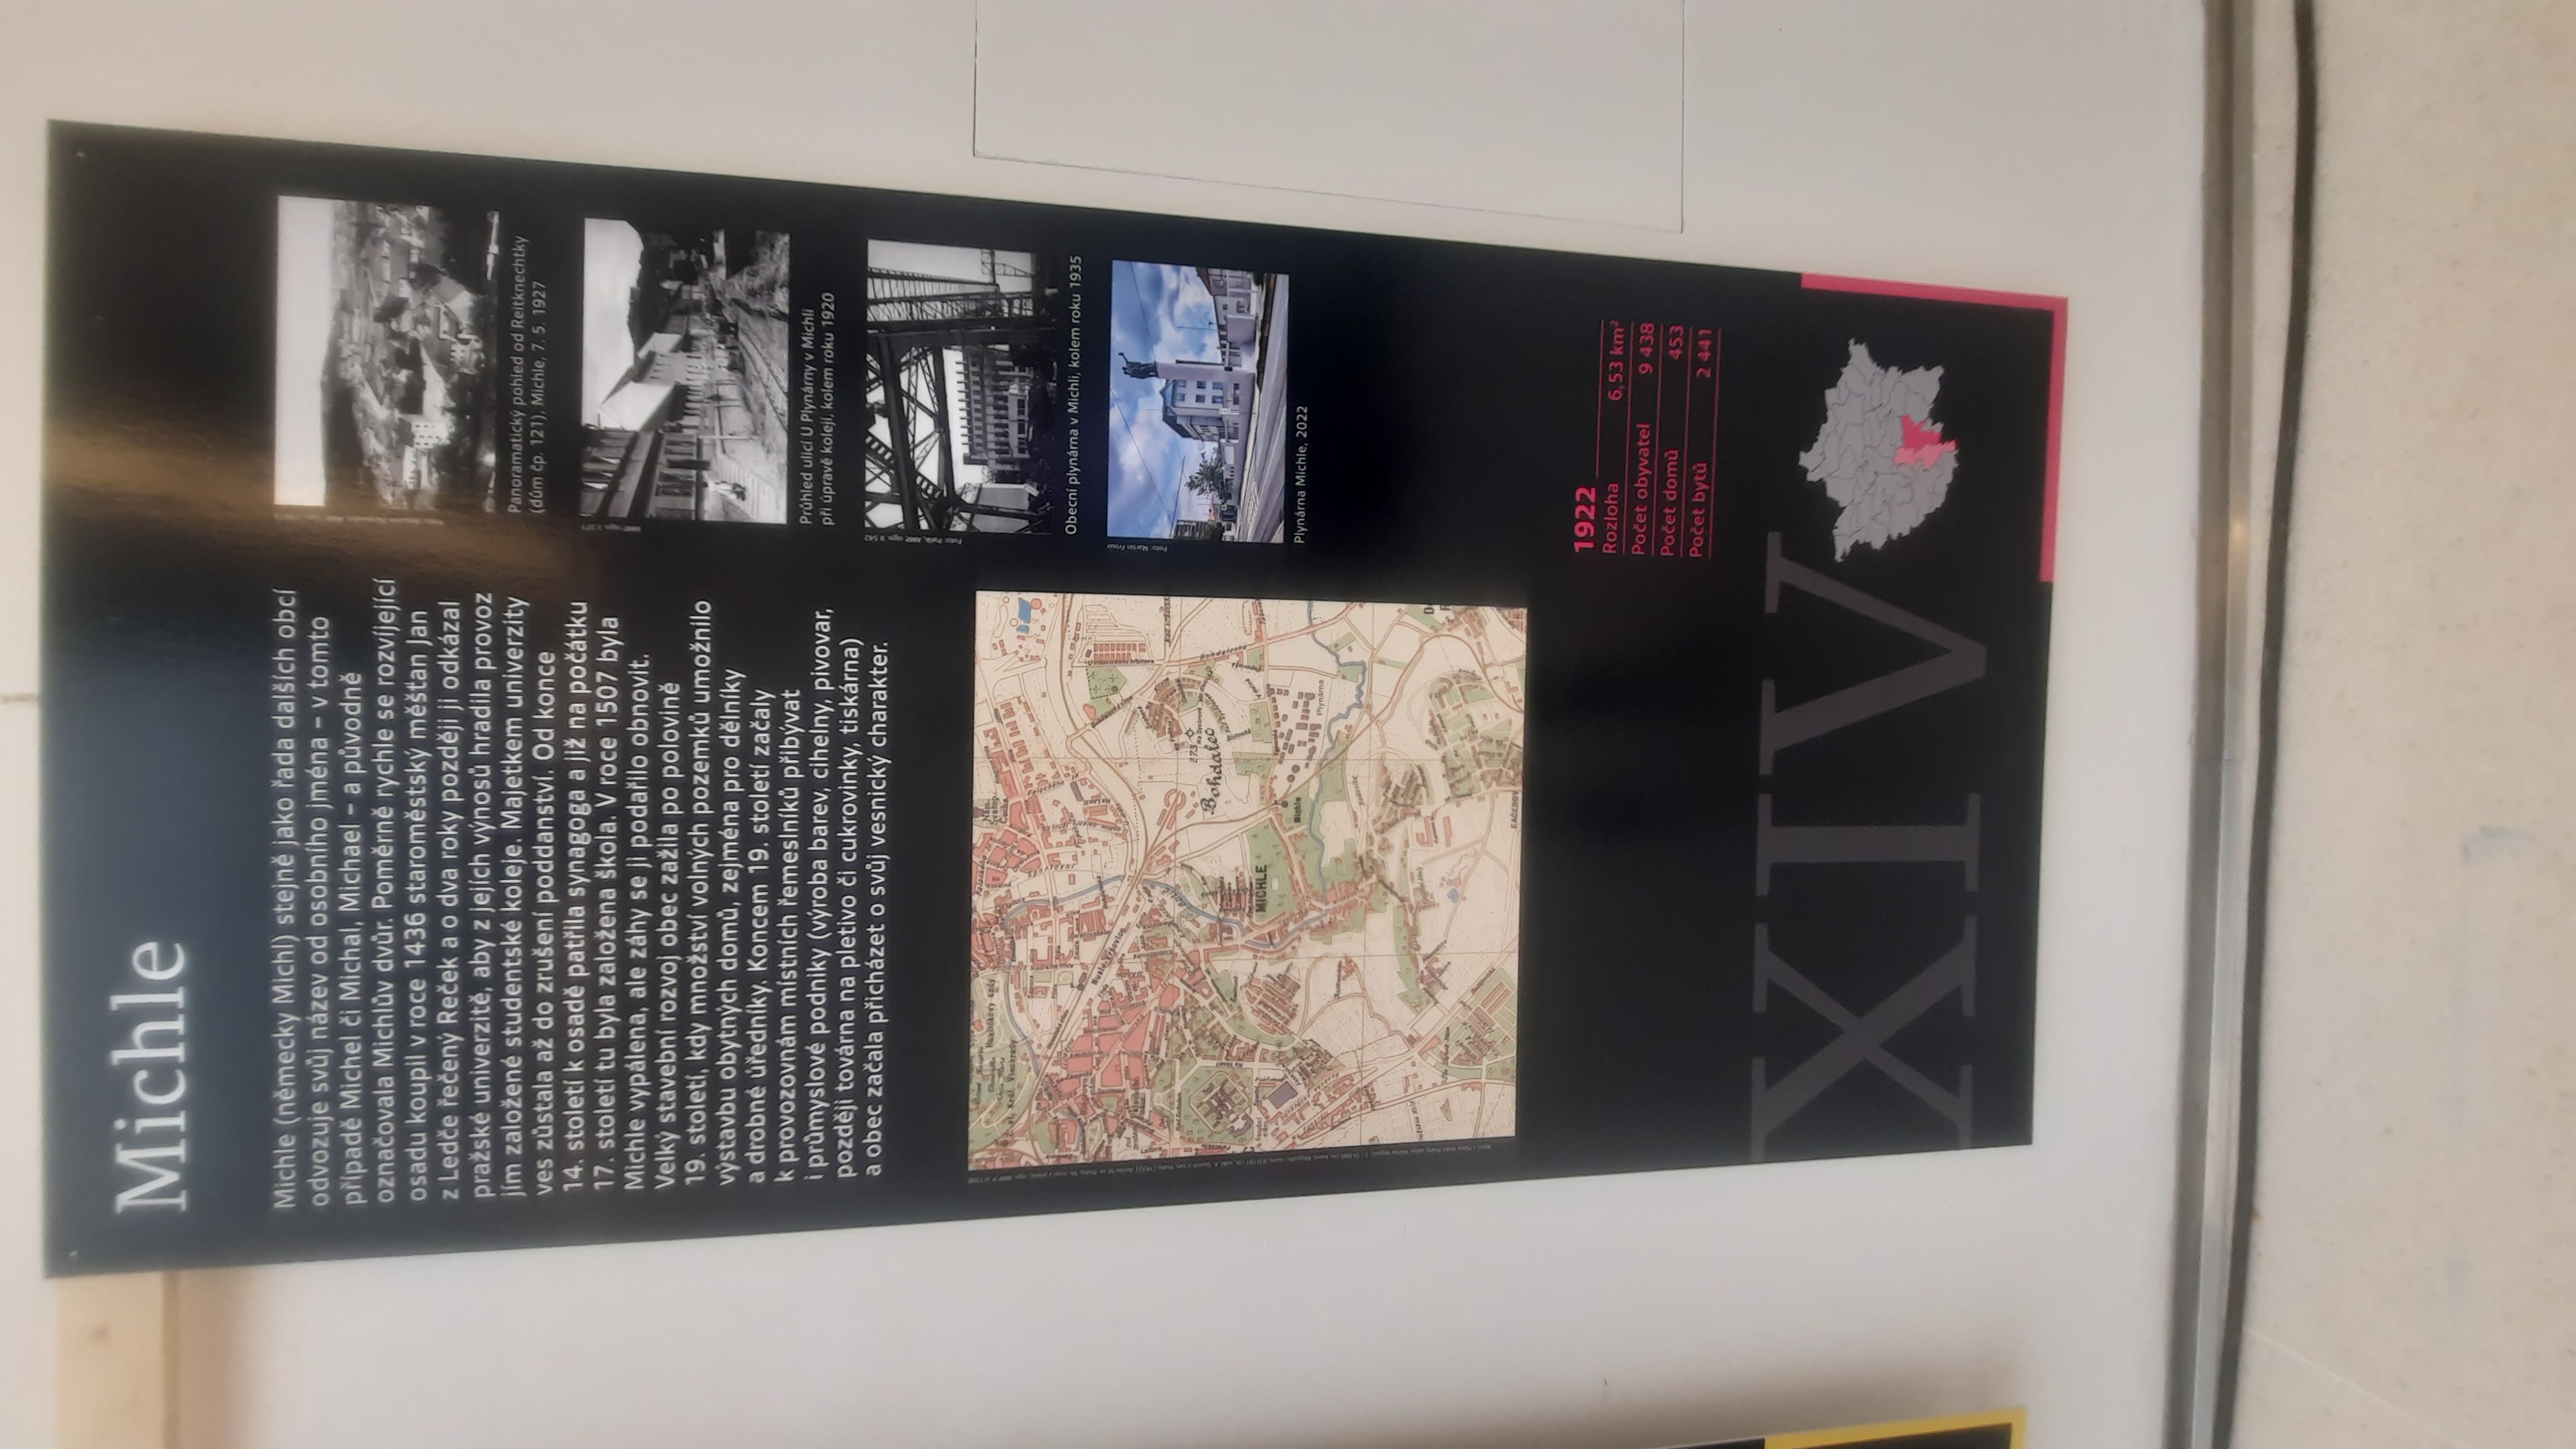 Michle
Michle (německy Michl) stejně jako řada dalších obcí
odvozuje svůj název od osobního jména – v tomto
případě Michel či Michal, Michael – a původně
označovala Michlův dvůr. Poměrně rychle se rozvíjející
osadu koupil v roce 1436 staroměstský měšťan Jan
z Ledče řečený Reček a o dva roky později ji odkázal
pražské univerzitě, aby z jejích výnosů hradila provoz
jím založené studentské koleje. Majetkem univerzity
ves zůstala až do zrušení poddanství. Od konce
14. století k osadě patřila synagoga a již na počátku
17. století tu byla založena škola. V roce 1507 byla
Michle vypálena, ale záhy se ji podařilo obnovit.
Velký stavební rozvoj obec zažila po polovině
19. století, kdy množství volných pozemků umožnilo
výstavbu obytných domů, zejména pro dělníky
a drobné úředníky. Koncem 19. století začaly
k provozovnám místních řemeslníků přibývat
i průmyslové podniky (výroba barev, cihelny, pivovar,
později továrna na pletivo či cukrovinky, tiskárna)
a obec začala přicházet o svůj vesnický charakter.
Panoramatický pohled od Reitknechtky
(dům čp. 121), Michle, 7. 5. 1927
Průhled ulicí U Plynárny v Michli
při úpravě kolejí, kolem roku 1920
Obecní plynárna v Michli, kolem roku 1935
Foto: Martin Frouz
Plynárna Michle, 2022
Bohdalec
273
Plynárna
Michle
MICHLE
1922
Rozloha 6,53 km²
Počet obyvatel 9 438
Počet domů 453
Počet bytů 2 441
XIV